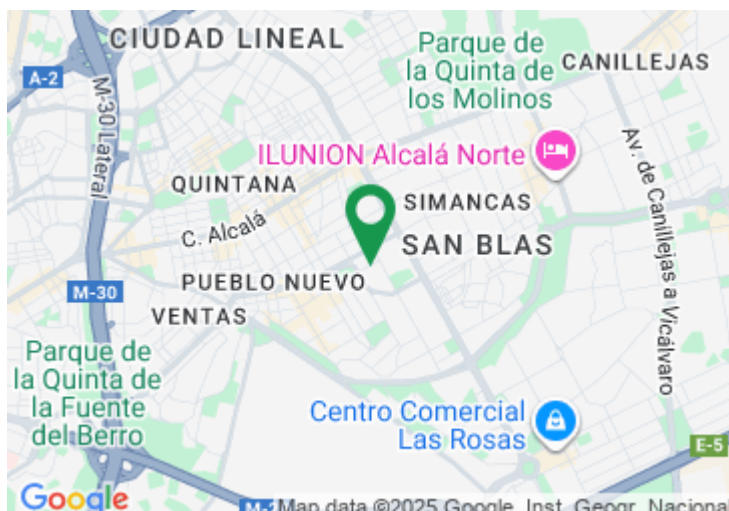 CIUDAD LINEAL
Parque de
la Quinta de
los Molinos
CANILLEJAS
A-2
M-30 Lateral
ILUNION Alcalá Norte
Av. de Canillejas a Vicálvaro
QUINTANA
SIMANCAS
C. Alcalá
SAN BLAS
PUEBLO NUEVO
M-30
VENTAS
Parque de
la Quinta de
la Fuente
del Berro
Centro Comercial
Las Rosas
E-5
Google
Map data ©2025 Google, Inst. Geogr. Nacional